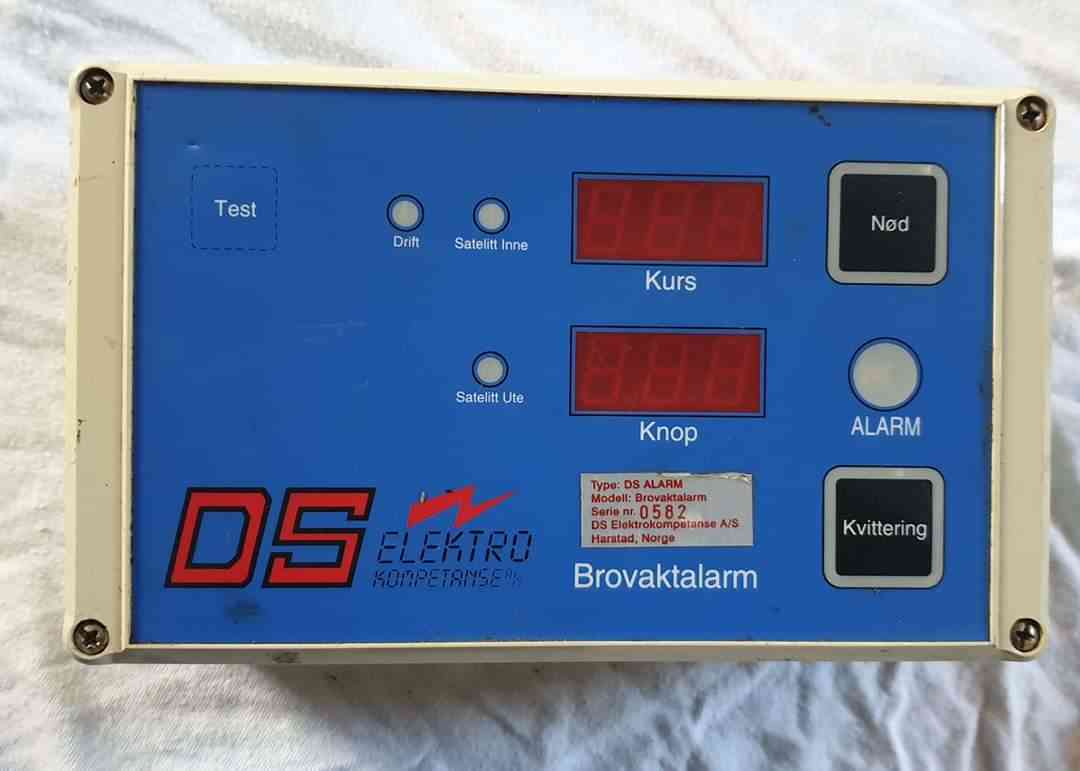 Test
Drift
Satelitt Inne
Kurs
Nød
Satelitt Ute
Knop
ALARM
Type: DS ALARM
Modell: Brovaktalarm
Serie nr. 0582
DS Elektrokompetanse A/S
Harstad, Norge
DS ELEKTRO
KOMPETANSE A/S
Brovaktalarm
Kvittering